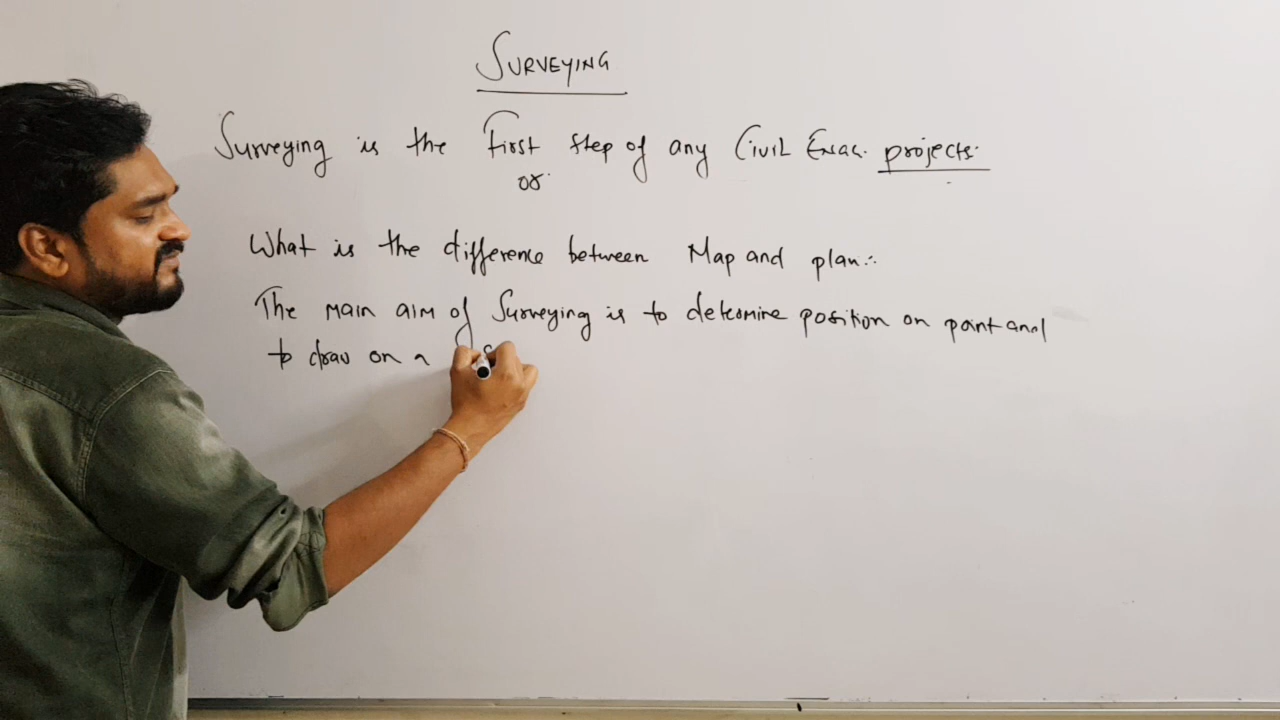 SURVEYING
Surveying is the First step of any Civil Engg. projects.
or
What is the difference between Map and plan:-
The main aim of Surveying is to determine position on point and
to draw on a